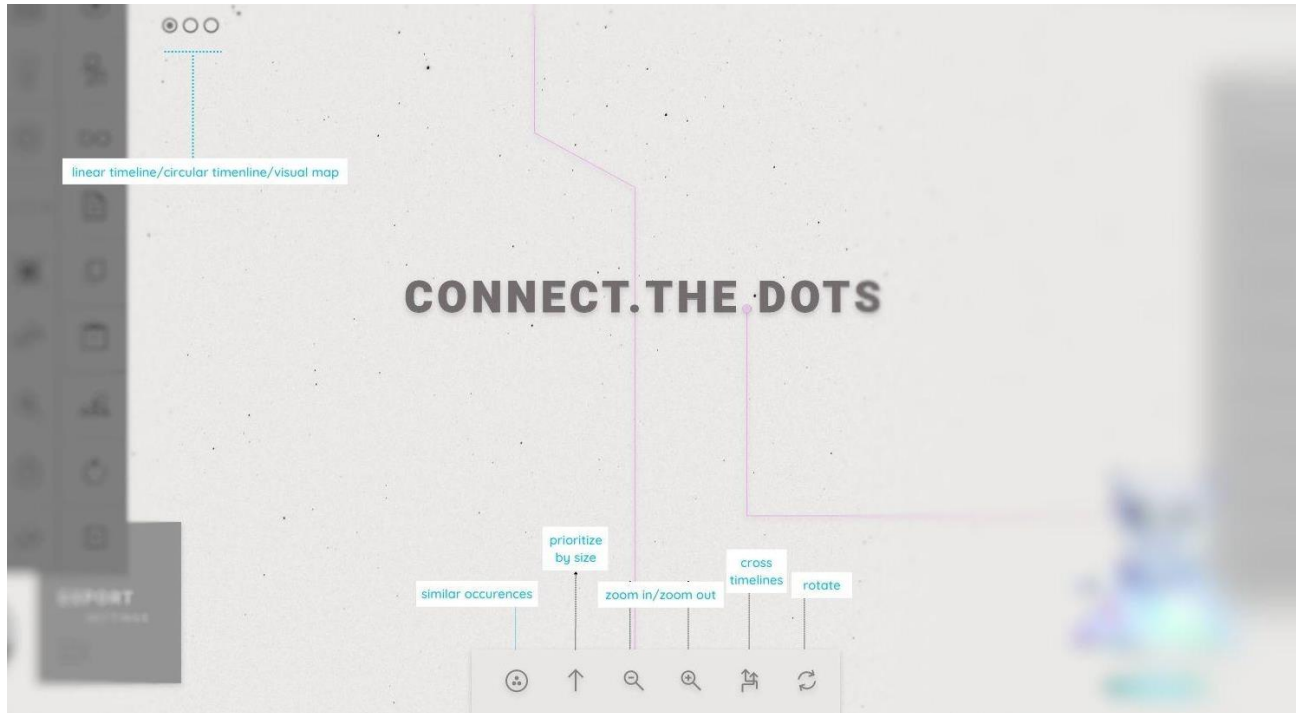 linear timeline/circular timenline/visual map
CONNECT.THE.DOTS
prioritize
by size
cross
timelines
similar occurences
zoom in/zoom out
rotate